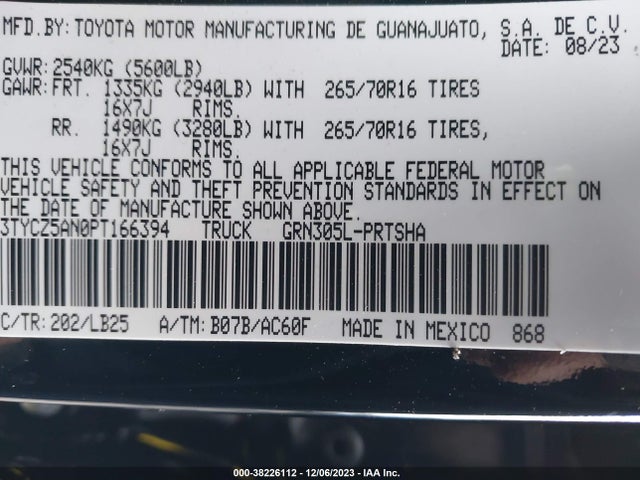 MFD.BY: TOYOTA MOTOR MANUFACTURING DE GUANAJUATO, S.A. DE C.V.
DATE: 08/23
GVWR: 2540KG (5600LB)
GAWR: FRT. 1335KG (2940LB) WITH 265/70R16 TIRES
16X7J RIMS.
RR. 1490KG (3280LB) WITH 265/70R16 TIRES,
16X7J RIMS.
THIS VEHICLE CONFORMS TO ALL APPLICABLE FEDERAL MOTOR
VEHICLE SAFETY AND THEFT PREVENTION STANDARDS IN EFFECT ON
THE DATE OF MANUFACTURE SHOWN ABOVE.
3TYCZ5AN0PT166394 TRUCK GRN305L-PRTSHA
C/TR: 202/LB25 A/TM: B07B/AC60F MADE IN MEXICO 868
000-38226112 - 12/06/2023 - IAA Inc.